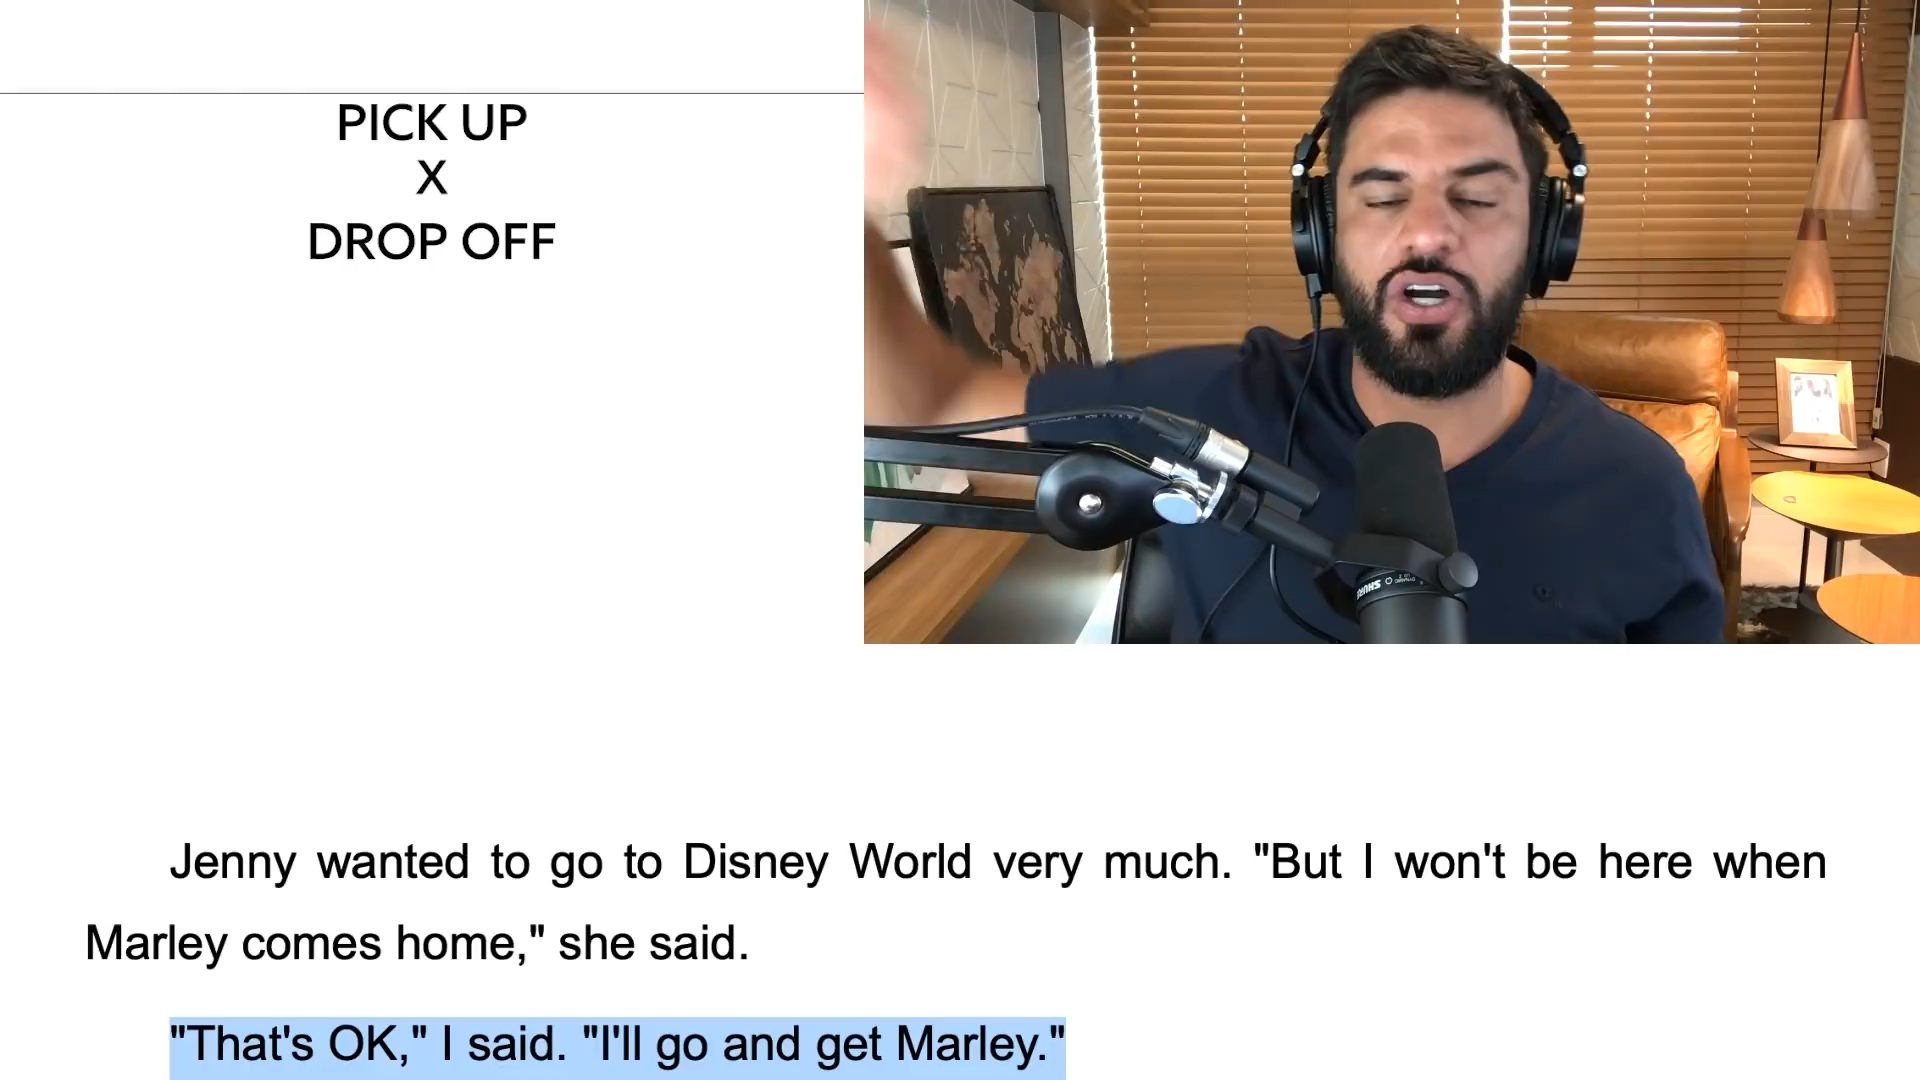 PICK UP
X
DROP OFF
SHURE
Jenny wanted to go to Disney World very much. "But I won't be here when
Marley comes home," she said.
"That's OK," I said. "I'll go and get Marley."